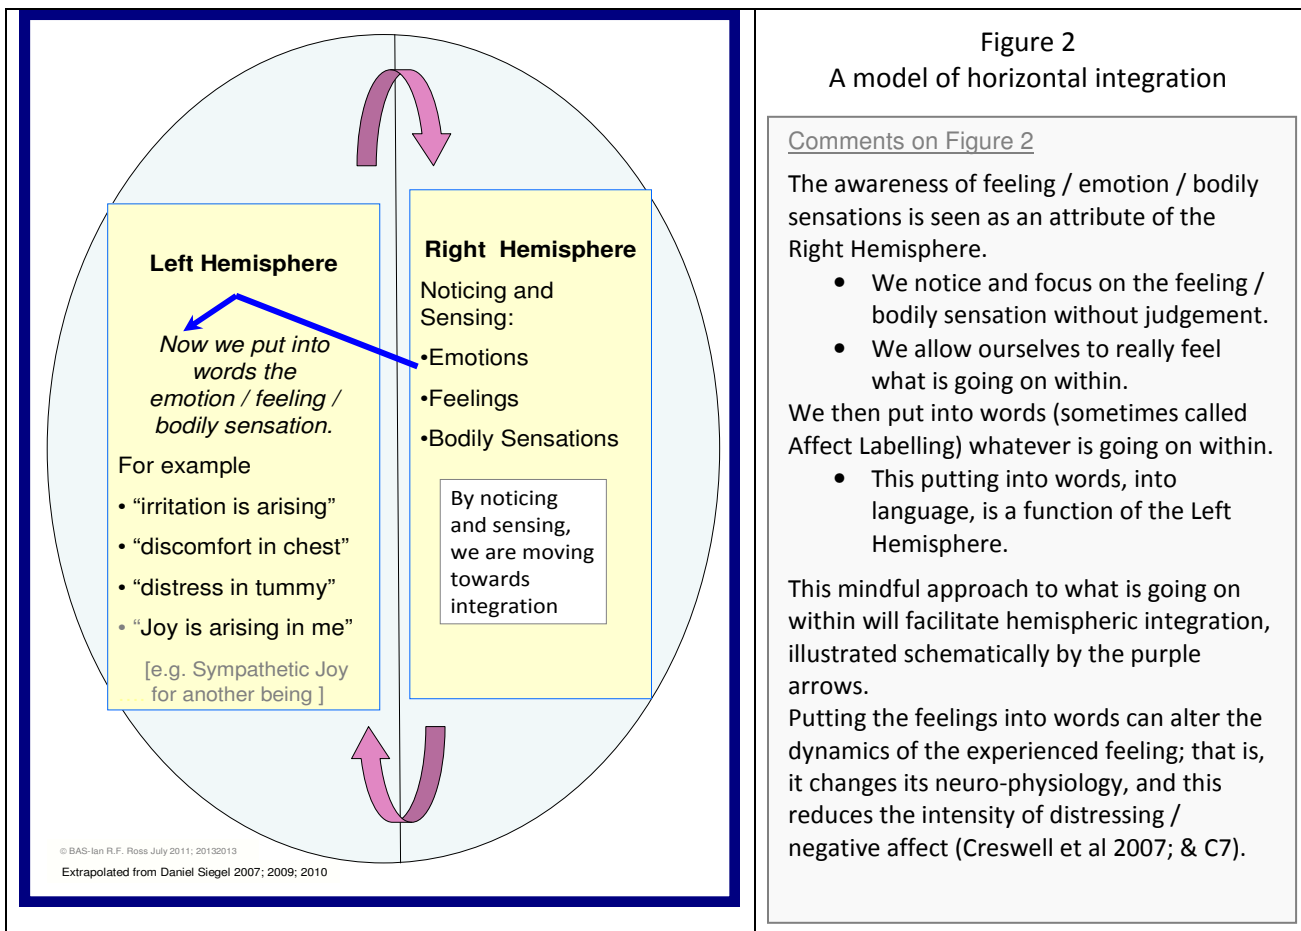 Left Hemisphere
Now we put into
words the
emotion / feeling /
bodily sensation.
For example
• “irritation is arising”
• “discomfort in chest”
• “distress in tummy”
• “Joy is arising in me”
[e.g. Sympathetic Joy
for another being ]
Right Hemisphere
Noticing and
Sensing:
•Emotions
•Feelings
•Bodily Sensations
By noticing
and sensing,
we are moving
towards
integration
© BAS-Ian R.F. Ross July 2011; 20132013
Extrapolated from Daniel Siegel 2007; 2009; 2010
Figure 2
A model of horizontal integration
Comments on Figure 2
The awareness of feeling / emotion / bodily
sensations is seen as an attribute of the
Right Hemisphere.
• We notice and focus on the feeling /
bodily sensation without judgement.
• We allow ourselves to really feel
what is going on within.
We then put into words (sometimes called
Affect Labelling) whatever is going on within.
• This putting into words, into
language, is a function of the Left
Hemisphere.
This mindful approach to what is going on
within will facilitate hemispheric integration,
illustrated schematically by the purple
arrows.
Putting the feelings into words can alter the
dynamics of the experienced feeling; that is,
it changes its neuro-physiology, and this
reduces the intensity of distressing /
negative affect (Creswell et al 2007; & C7).